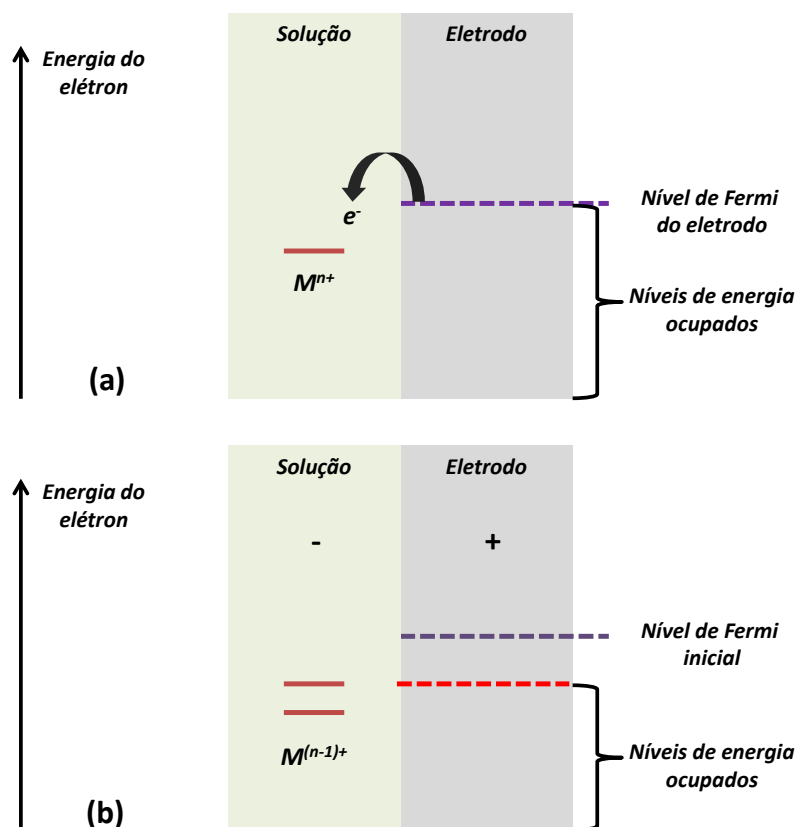 Solução
Eletrodo
Energia do
elétron
Nível de Fermi
do eletrodo
e-
Mn+
Níveis de energia
ocupados
(a)
Solução
Eletrodo
Energia do
elétron
-
+
Nível de Fermi
inicial
M(n-1)+
Níveis de energia
ocupados
(b)